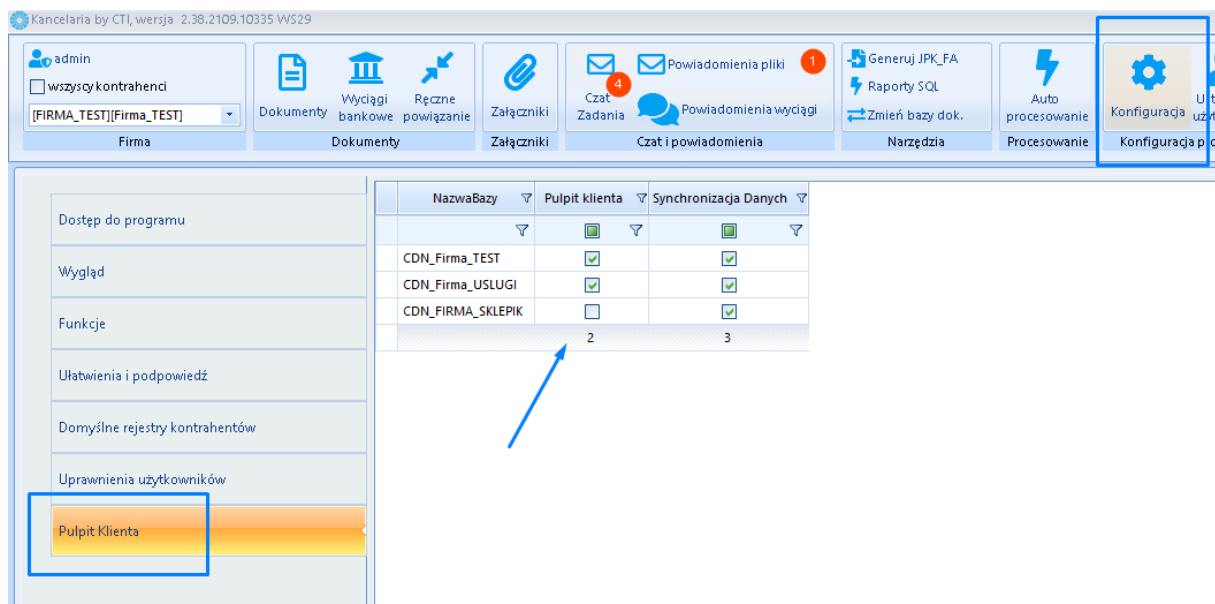 Kancelaria by CTI, wersja 2.38.2109.10335 WS29
admin
wszyscy kontrahenci
[FIRMA_TEST][Firma_TEST]
Firma
Dokumenty
Wyciągi
bankowe
Ręczne
powiązanie
Dokumenty
Załączniki
Załączniki
Czat
Zadania
4
Powiadomienia pliki
1
Powiadomienia wyciągi
Czat i powiadomienia
Generuj JPK_FA
Raporty SQL
Zmień bazy dok.
Narzędzia
Auto
procesowanie
Procesowanie
Konfiguracja
Konfiguracja
Dostęp do programu
Wygląd
Funkcje
Ułatwienia i podpowiedź
Domyślne rejestry kontrahentów
Uprawnienia użytkowników
Pulpit Klienta
NazwaBazy Pulpit klienta Synchronizacja Danych
CDN_Firma_TEST
CDN_Firma_USLUGI
CDN_FIRMA_SKLEPIK
2 3